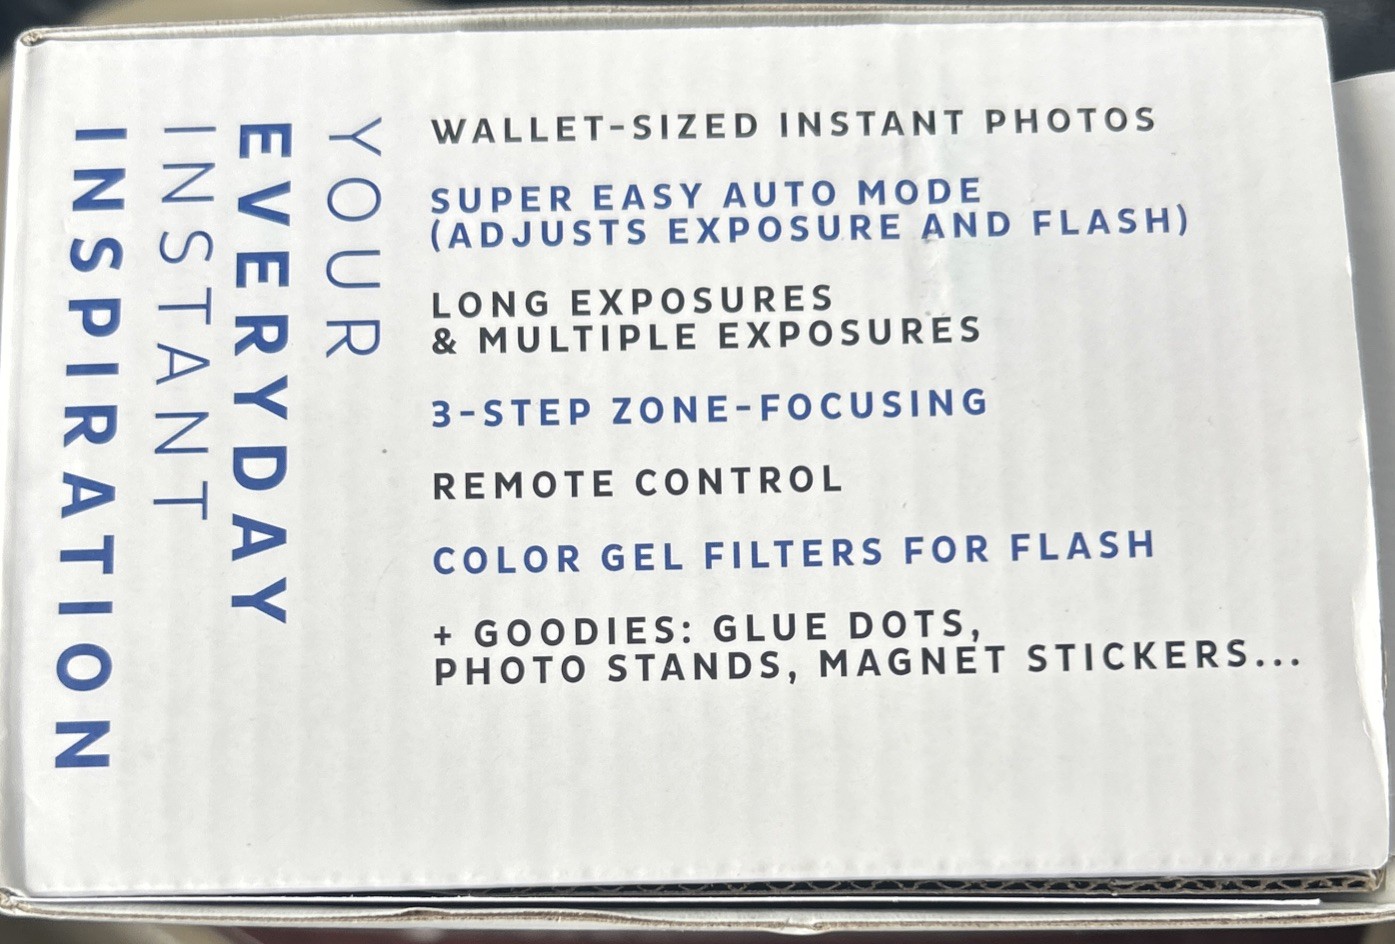 YOUR
EVERYDAY
INSTANT
INSPIRATION
WALLET-SIZED INSTANT PHOTOS
SUPER EASY AUTO MODE
(ADJUSTS EXPOSURE AND FLASH)
LONG EXPOSURES
& MULTIPLE EXPOSURES
3-STEP ZONE-FOCUSING
REMOTE CONTROL
COLOR GEL FILTERS FOR FLASH
+ GOODIES: GLUE DOTS,
PHOTO STANDS, MAGNET STICKERS...